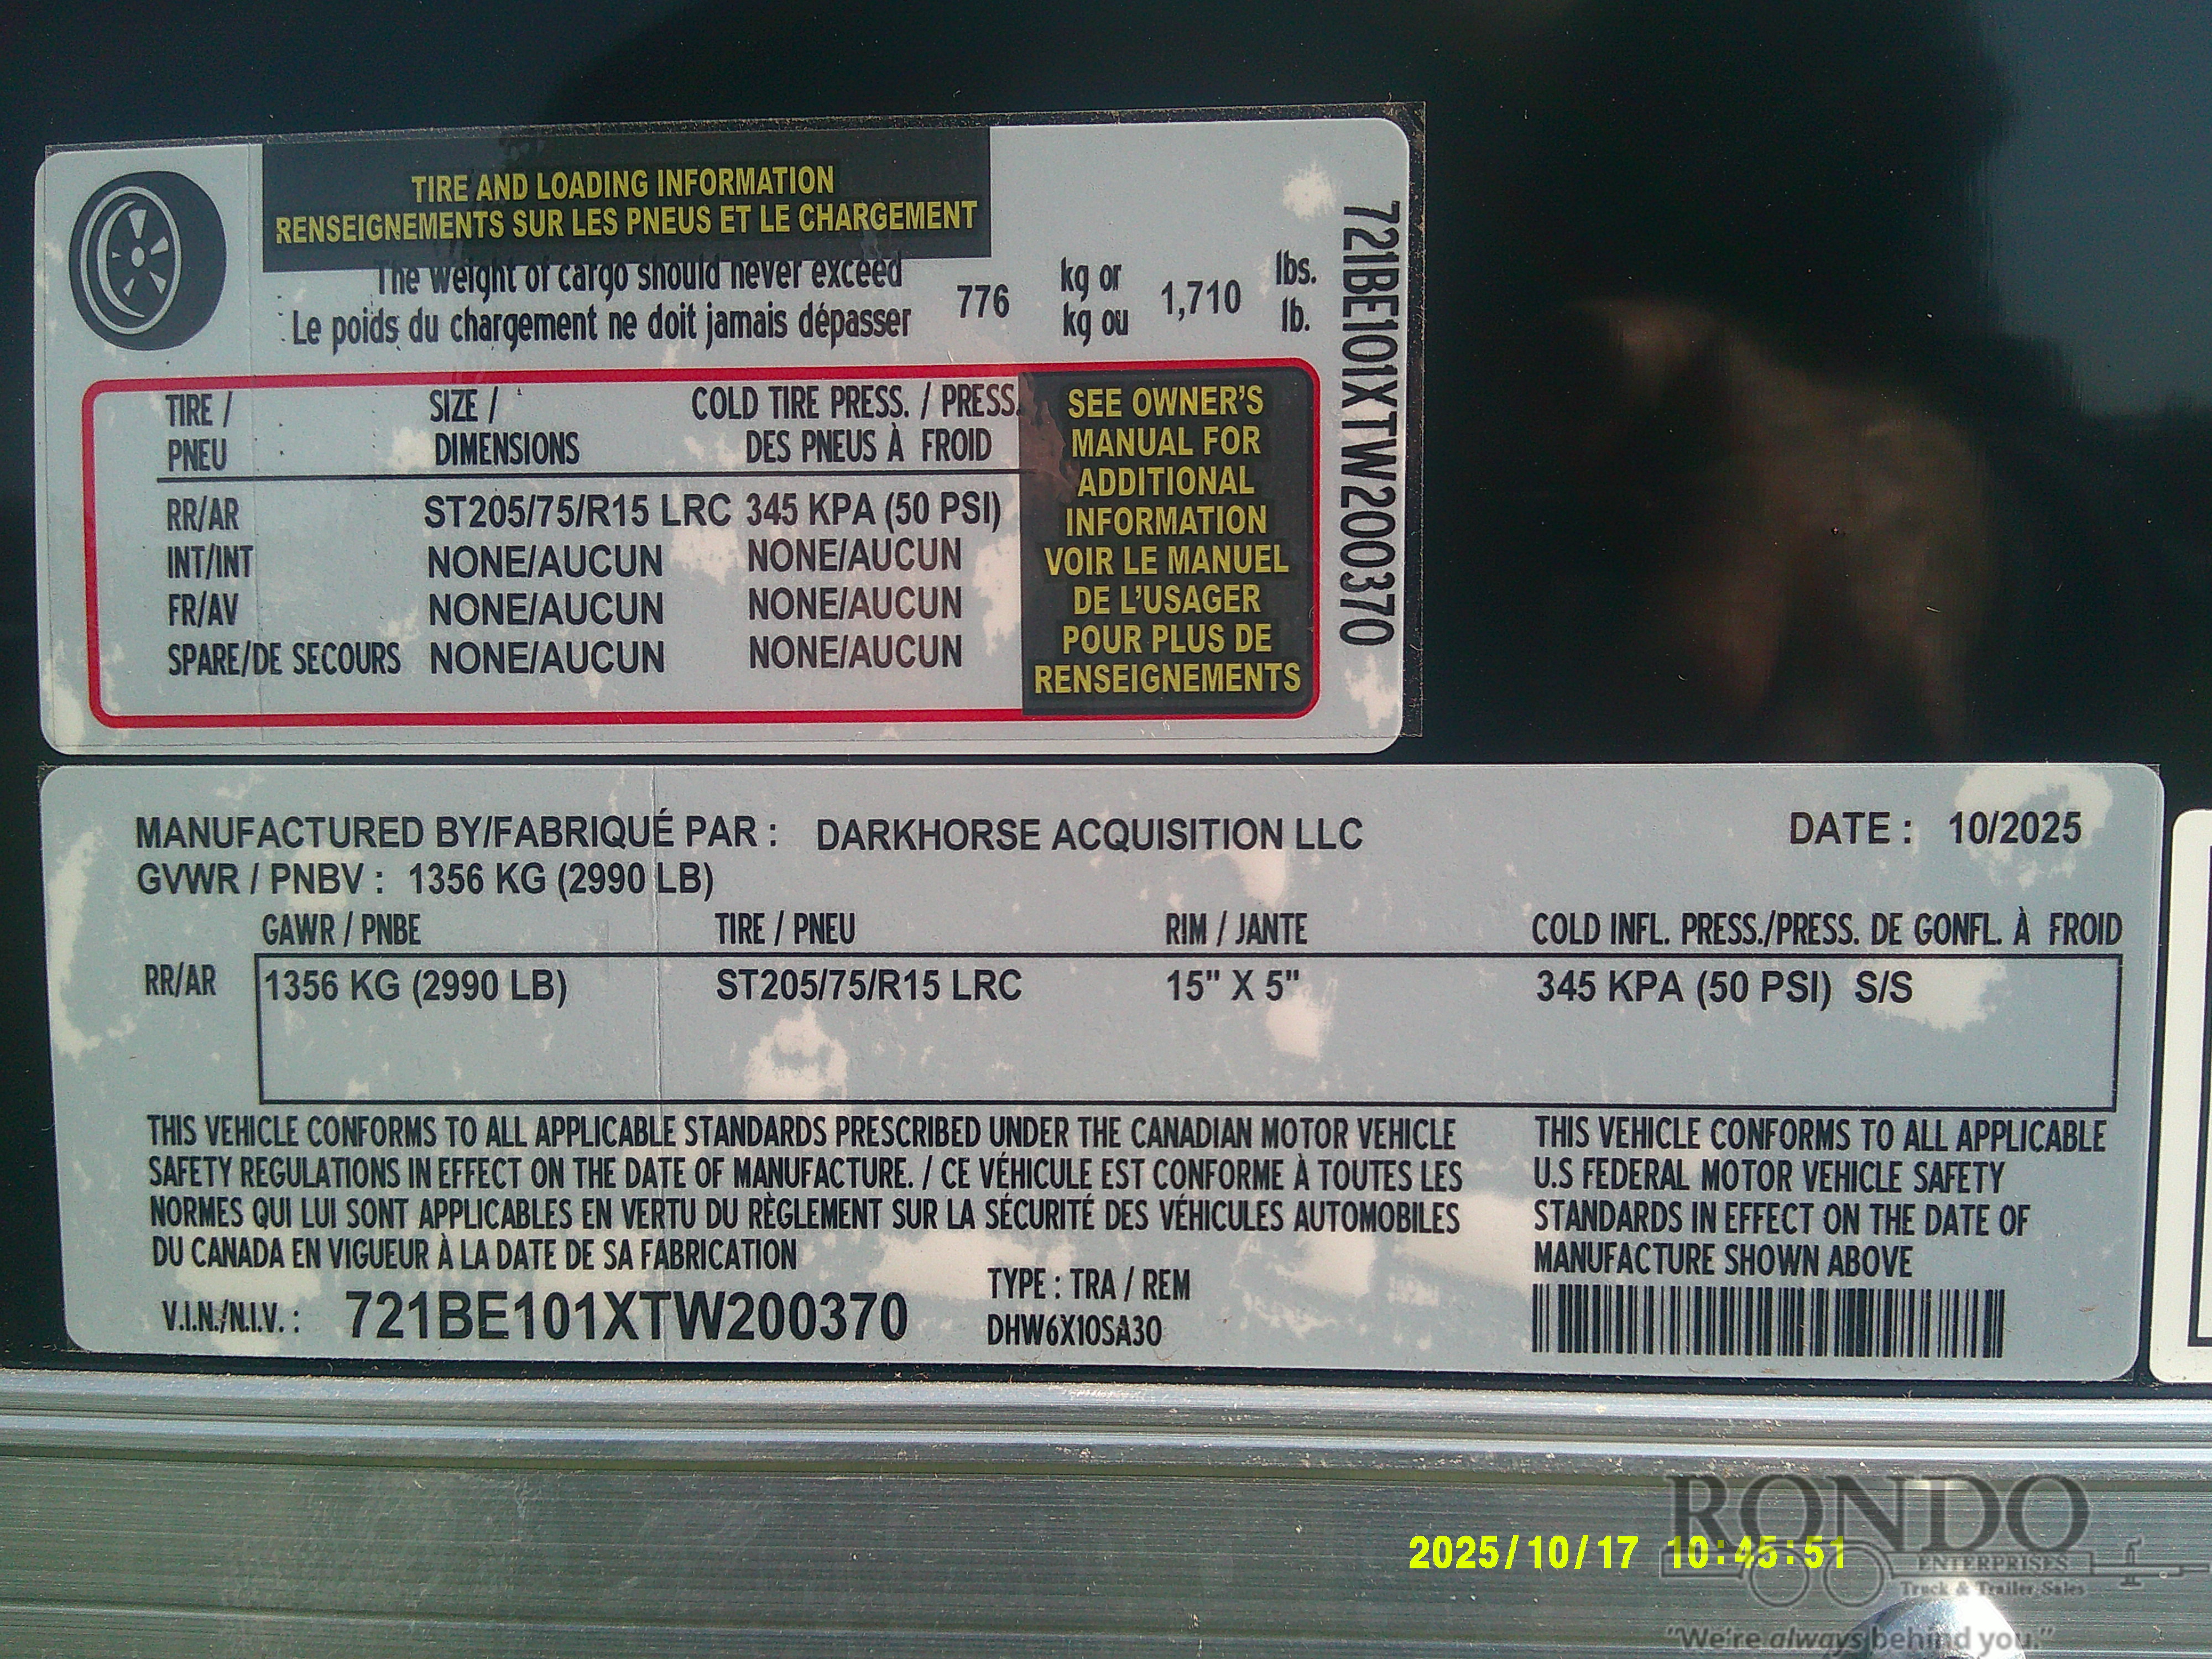 TIRE AND LOADING INFORMATION
RENSEIGNEMENTS SUR LES PNEUS ET LE CHARGEMENT
The weight of cargo should never exceed 776 kg or 1,710 lbs.
Le poids du chargement ne doit jamais dépasser kg ou lb.
721BE101XTW200370
TIRE / SIZE / COLD TIRE PRESS. / PRESS.
PNEU DIMENSIONS DES PNEUS À FROID
RR/AR ST205/75/R15 LRC 345 KPA (50 PSI)
INT/INT NONE/AUCUN NONE/AUCUN
FR/AV NONE/AUCUN NONE/AUCUN
SPARE/DE SECOURS NONE/AUCUN NONE/AUCUN
SEE OWNER'S
MANUAL FOR
ADDITIONAL
INFORMATION
VOIR LE MANUEL
DE L'USAGER
POUR PLUS DE
RENSEIGNEMENTS
MANUFACTURED BY/FABRIQUÉ PAR : DARKHORSE ACQUISITION LLC DATE : 10/2025
GVWR / PNBV : 1356 KG (2990 LB)
GAWR / PNBE TIRE / PNEU RIM / JANTE COLD INFL. PRESS./PRESS. DE GONFL. À FROID
RR/AR 1356 KG (2990 LB) ST205/75/R15 LRC 15" X 5" 345 KPA (50 PSI) S/S
THIS VEHICLE CONFORMS TO ALL APPLICABLE STANDARDS PRESCRIBED UNDER THE CANADIAN MOTOR VEHICLE
SAFETY REGULATIONS IN EFFECT ON THE DATE OF MANUFACTURE. / CE VÉHICULE EST CONFORME À TOUTES LES
NORMES QUI LUI SONT APPLICABLES EN VERTU DU RÈGLEMENT SUR LA SÉCURITÉ DES VÉHICULES AUTOMOBILES
DU CANADA EN VIGUEUR À LA DATE DE SA FABRICATION
THIS VEHICLE CONFORMS TO ALL APPLICABLE
U.S FEDERAL MOTOR VEHICLE SAFETY
STANDARDS IN EFFECT ON THE DATE OF
MANUFACTURE SHOWN ABOVE
V.I.N./N.I.V. : 721BE101XTW200370
TYPE : TRA / REM
DHW6X10SA30
2025/10/17 10:45:51
RONDO
ENTERPRISES
Truck & Trailer Sales
"We're always behind you."